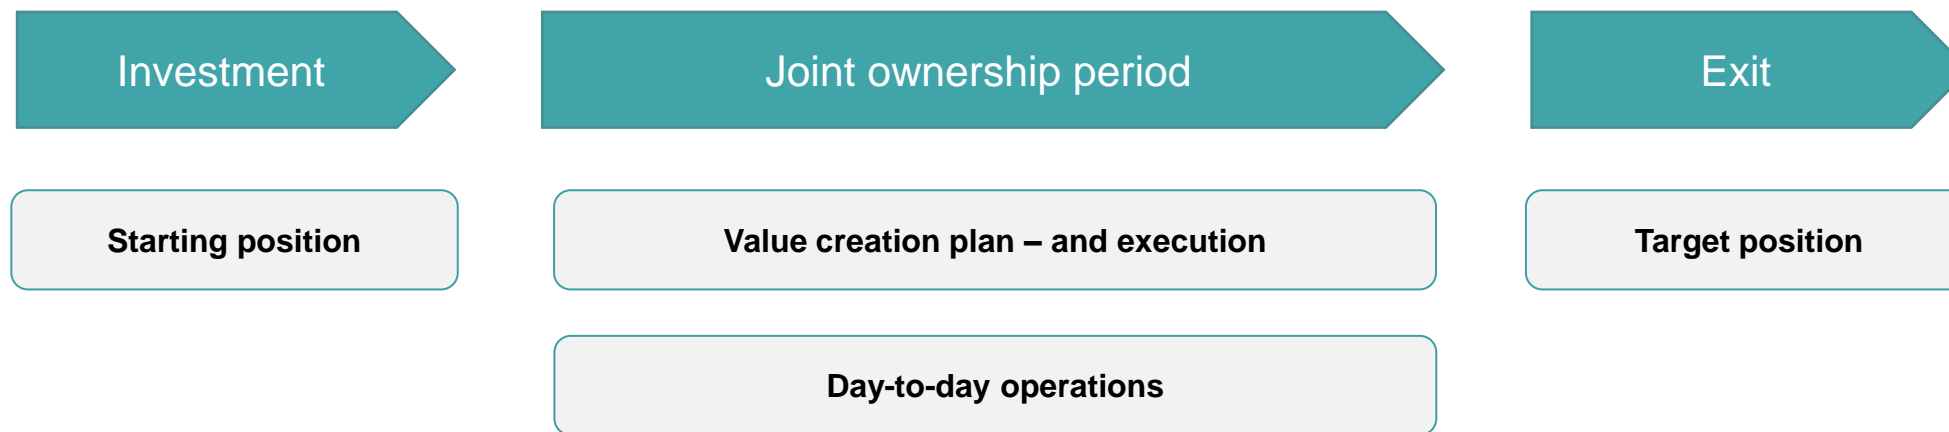 Investment
Joint ownership period
Exit
Starting position
Value creation plan – and execution
Target position
Day-to-day operations